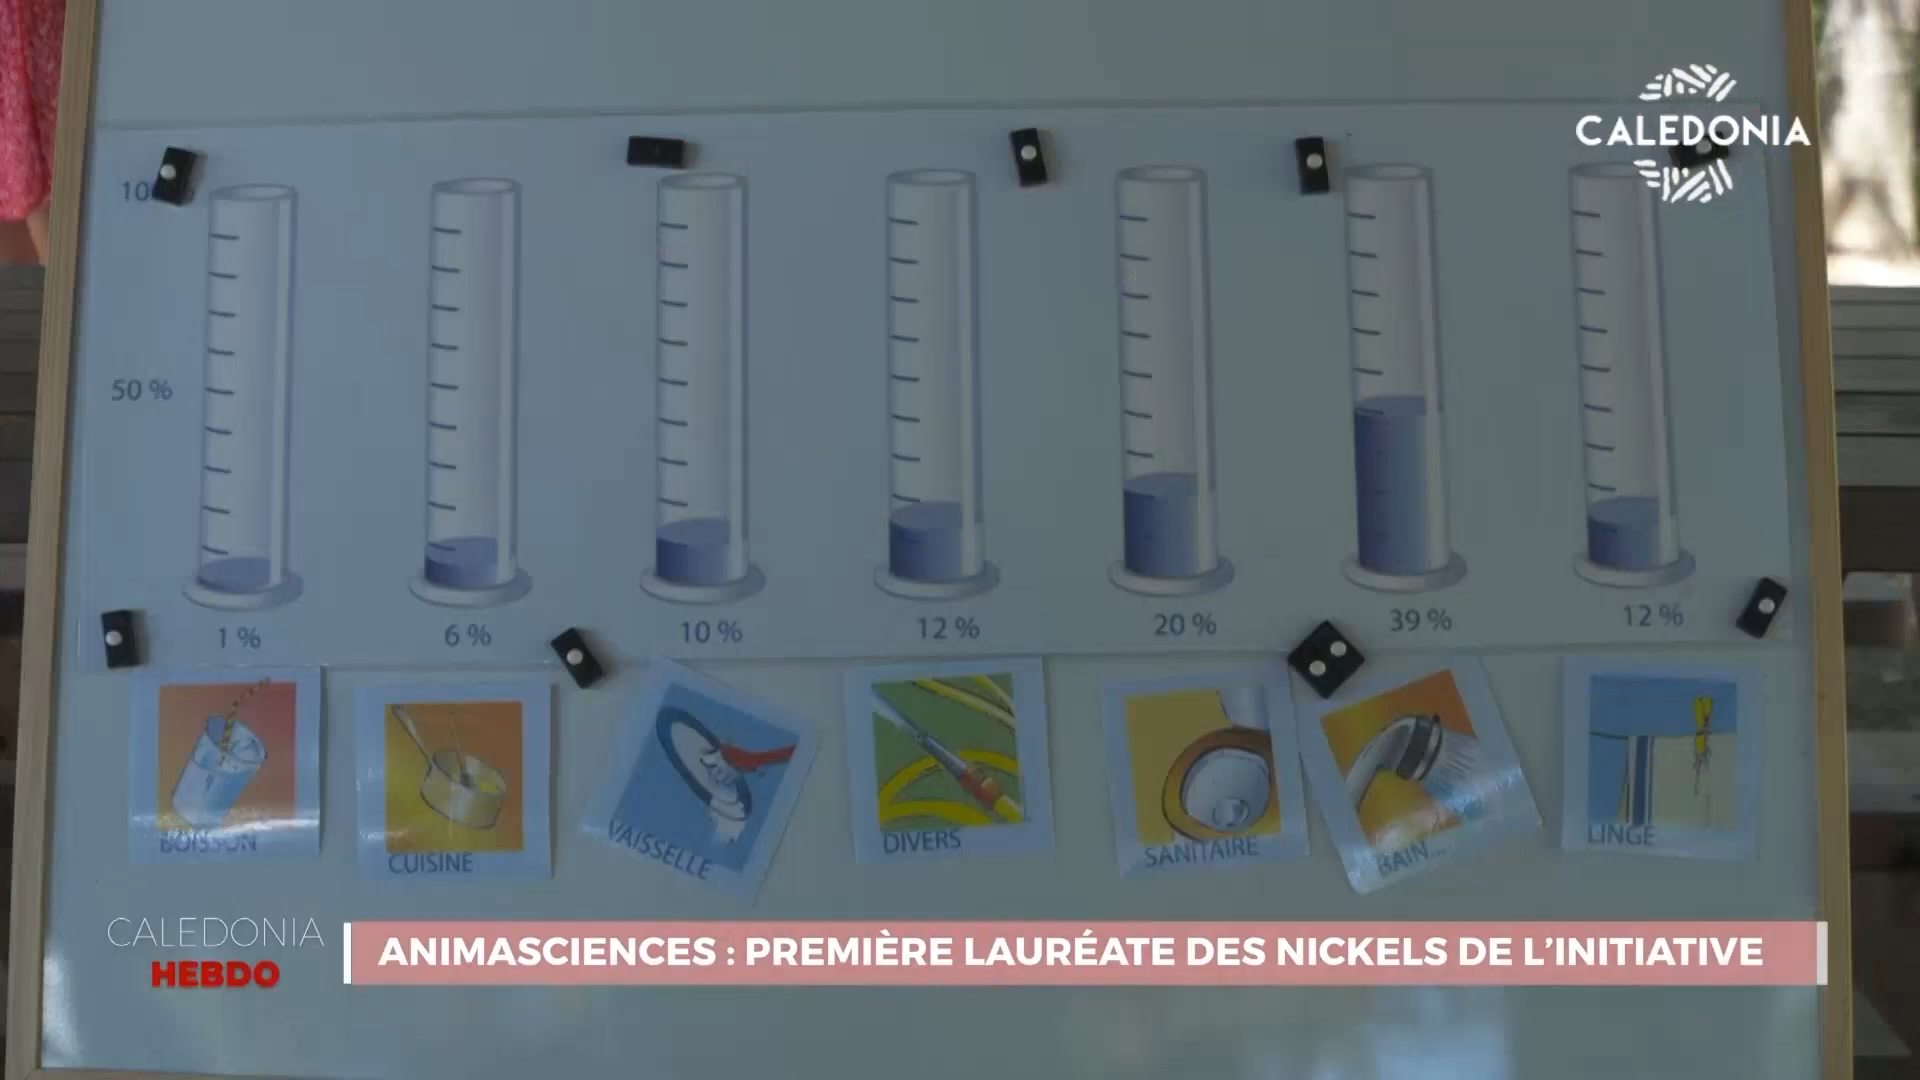 CALEDONIA
50 %
1 %
6 %
10 %
12 %
20 %
39 %
12 %
BOISSON
CUISINE
VAISSELLE
DIVERS
SANITAIRE
BAIN...
LINGE
CALEDONIA
HEBDO
ANIMASCIENCES : PREMIÈRE LAURÉATE DES NICKELS DE L'INITIATIVE